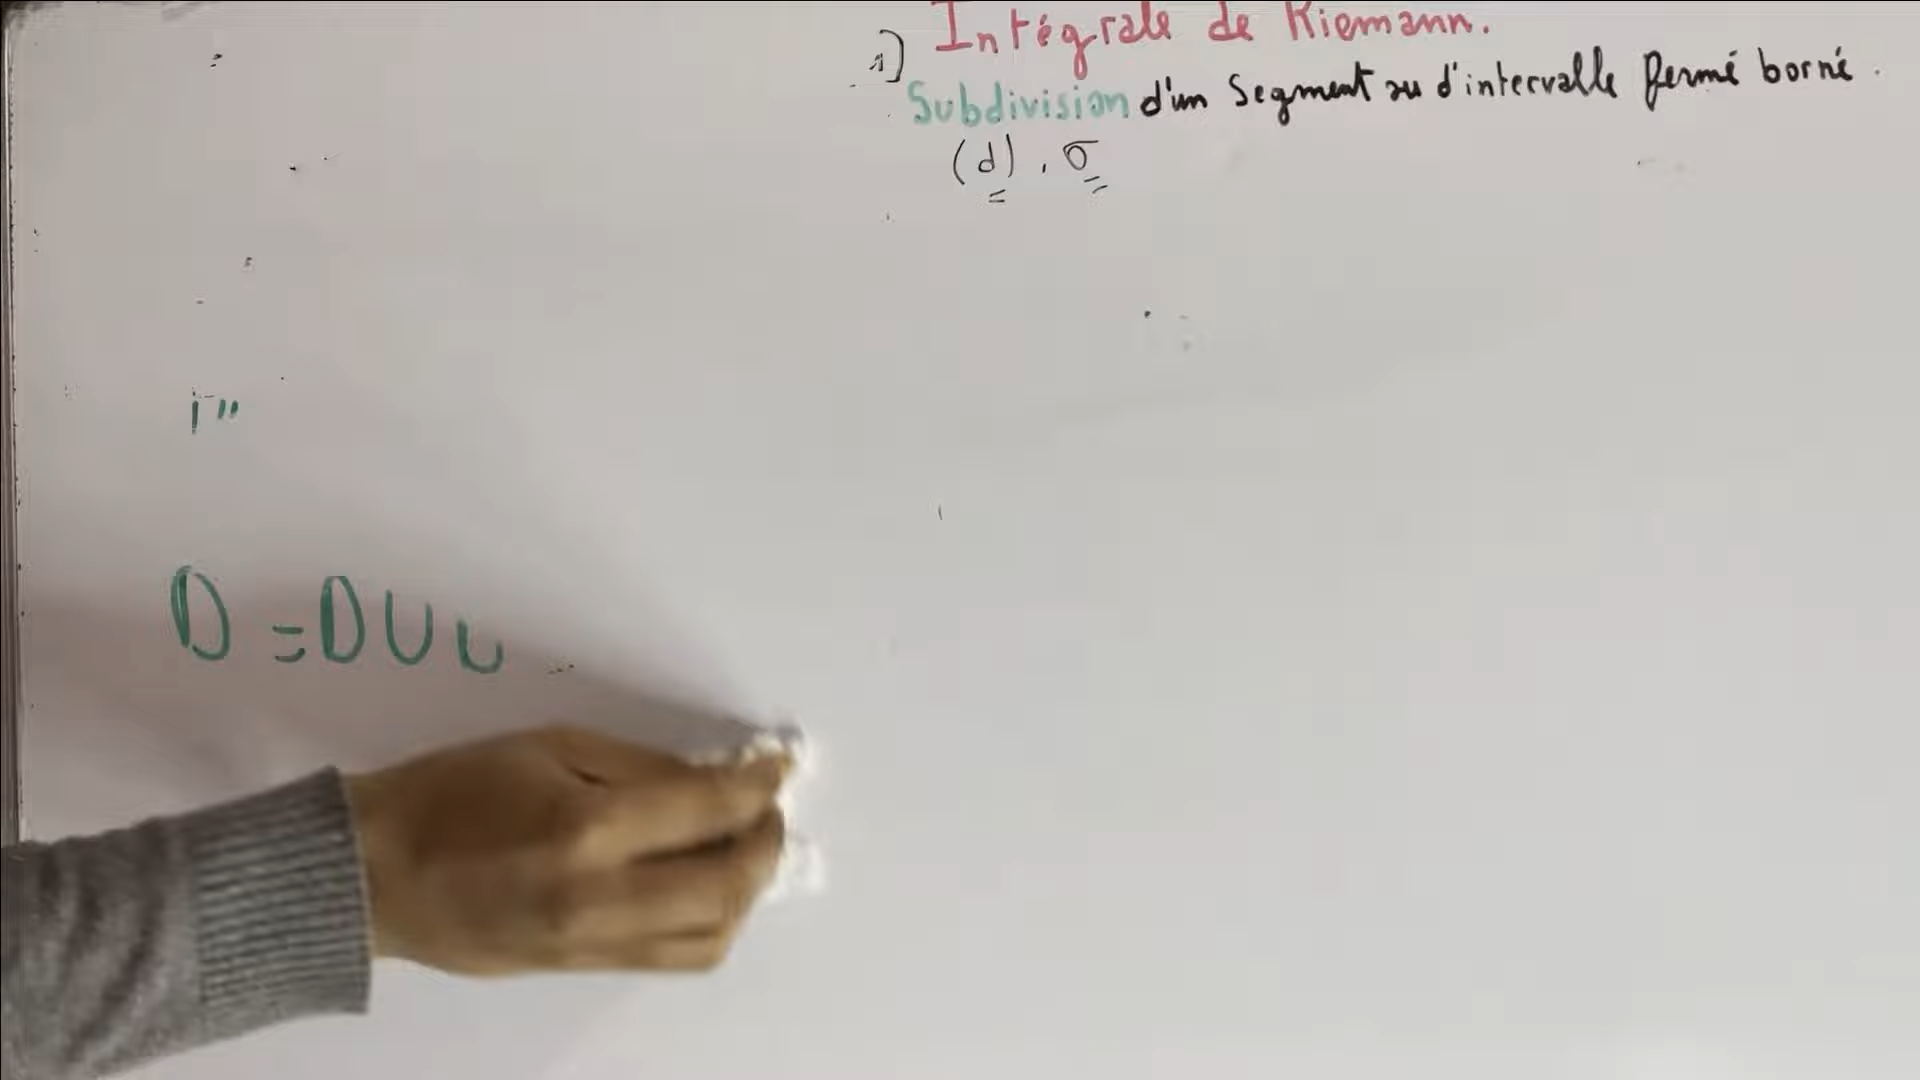 Intégrale de Riemann.
1) Subdivision d'un segment ou d'intervalle fermé borné.
(d), σ
D = D U